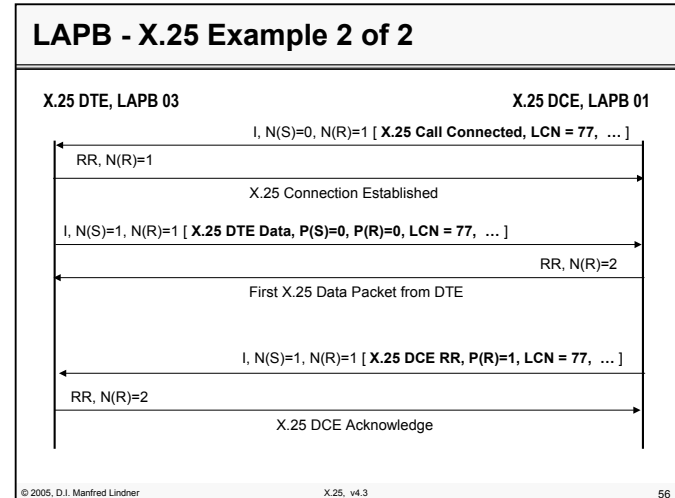 LAPB - X.25 Example 2 of 2
X.25 DTE, LAPB 03 X.25 DCE, LAPB 01
I, N(S)=0, N(R)=1 [ X.25 Call Connected, LCN = 77, … ]
RR, N(R)=1
X.25 Connection Established
I, N(S)=1, N(R)=1 [ X.25 DTE Data, P(S)=0, P(R)=0, LCN = 77, … ]
RR, N(R)=2
First X.25 Data Packet from DTE
I, N(S)=1, N(R)=1 [ X.25 DCE RR, P(R)=1, LCN = 77, … ]
RR, N(R)=2
X.25 DCE Acknowledge
© 2005, D.I. Manfred Lindner X.25, v4.3 56